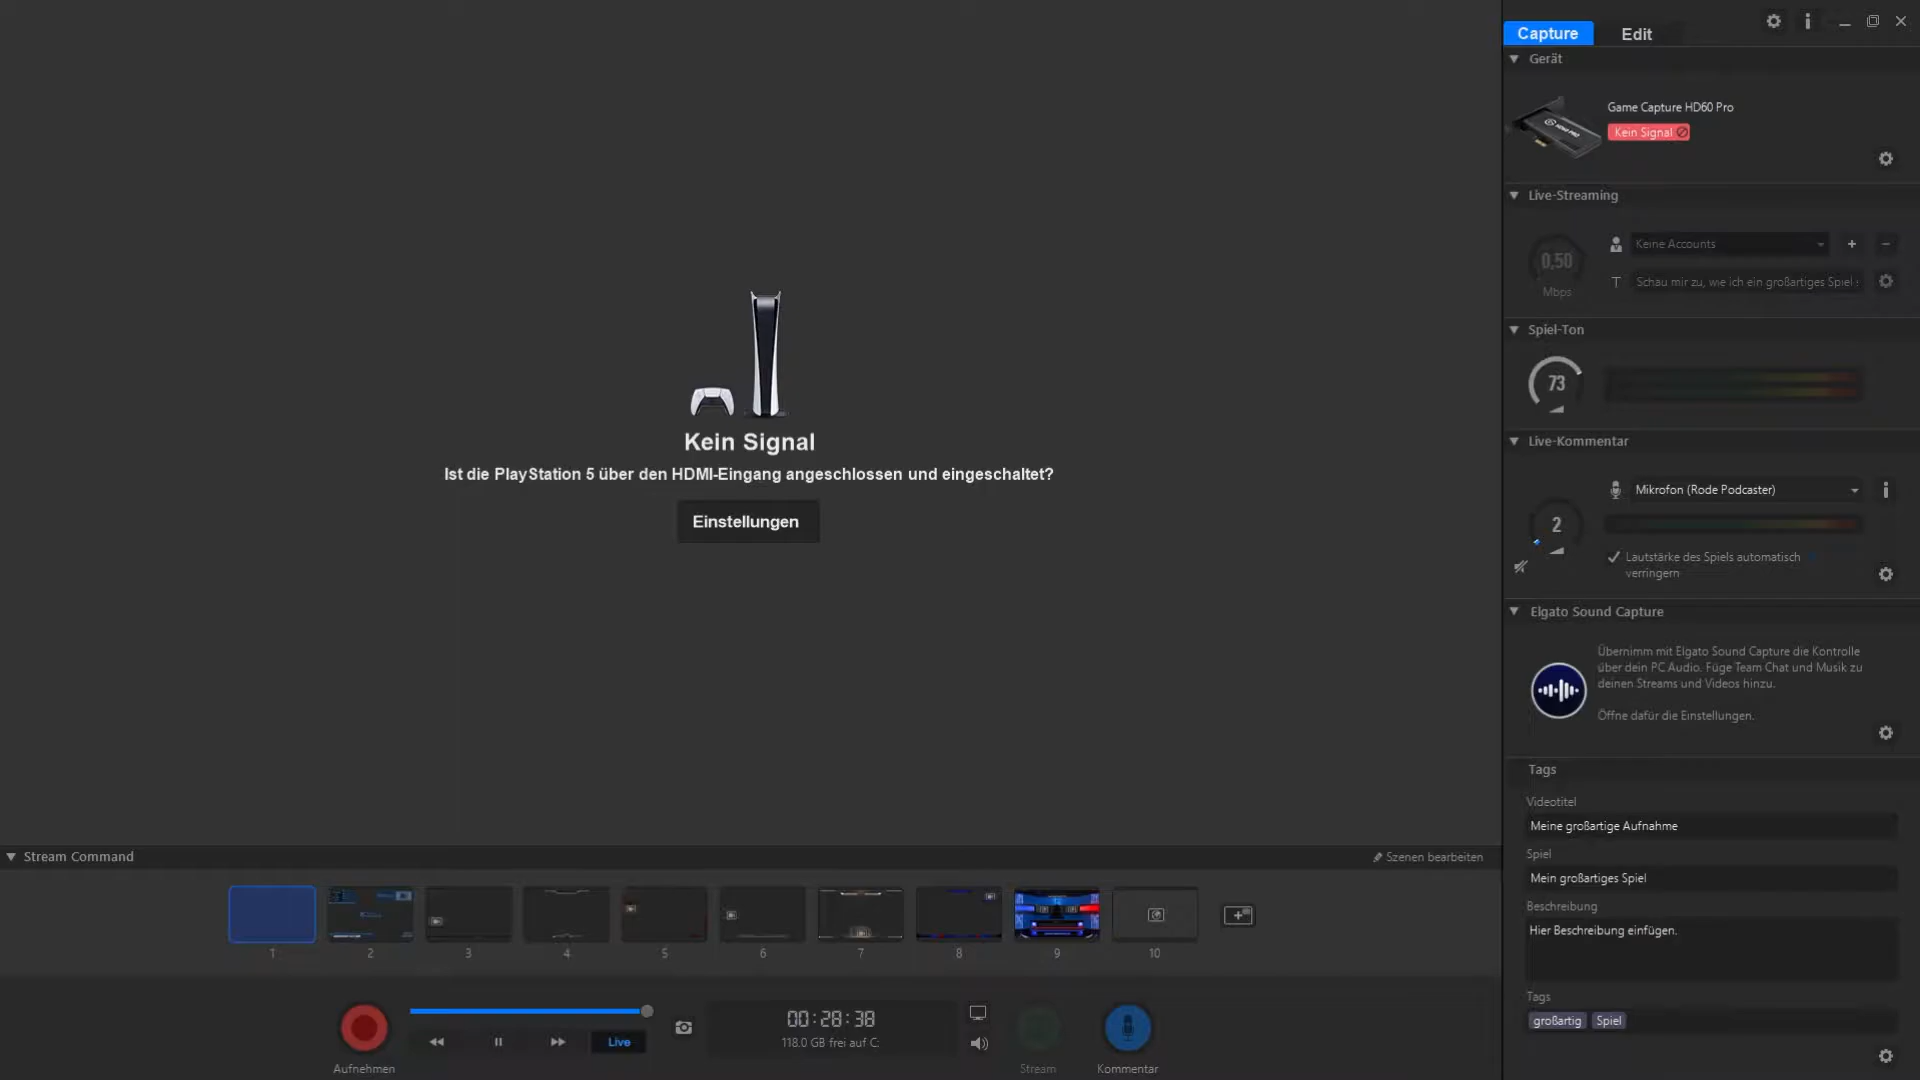 Capture
Edit
Gerät
Game Capture HD60 Pro
Kein Signal
Live-Streaming
0,50
Mbps
Keine Accounts
Schau mir zu, wie ich ein großartiges Spiel
Spiel-Ton
73
Live-Kommentar
Mikrofon (Rode Podcaster)
2
Lautstärke des Spiels automatisch
verringern
Elgato Sound Capture
Übernimm mit Elgato Sound Capture die Kontrolle
über dein PC Audio. Füge Team Chat und Musik zu
deinen Streams und Videos hinzu.
Öffne dafür die Einstellungen.
Tags
Videotitel
Meine großartige Aufnahme
Spiel
Mein großartiges Spiel
Beschreibung
Hier Beschreibung einfügen.
Tags
großartig Spiel
Kein Signal
Ist die PlayStation 5 über den HDMI-Eingang angeschlossen und eingeschaltet?
Einstellungen
Stream Command
Szenen bearbeiten
1 2 3 4 5 6 7 8 9 10
Aufnehmen
Live
00:28:38
118.0 GB frei auf C:
Stream
Kommentar